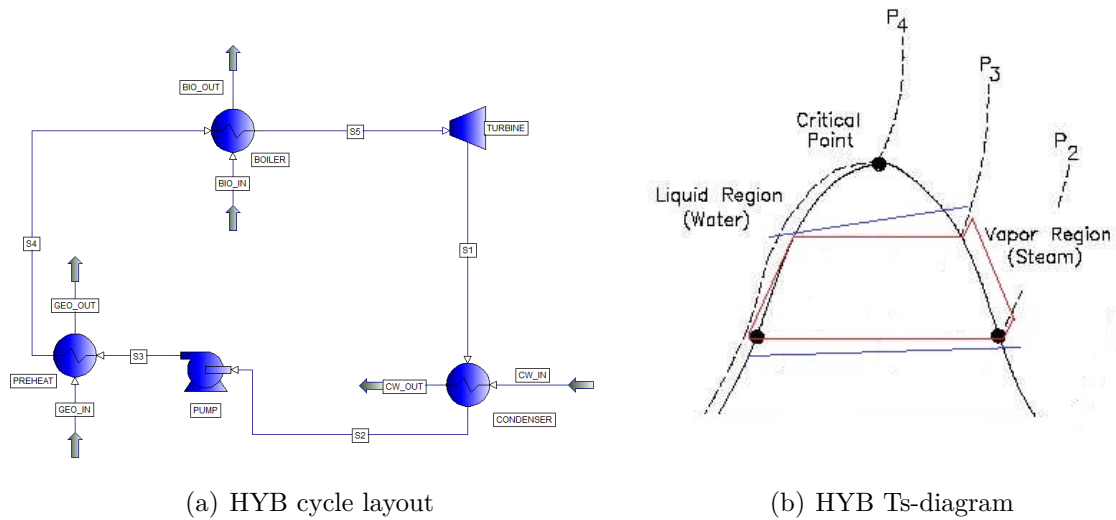 BIO_OUT
S5
TURBINE
BOILER
BIO_IN
S4
S1
GEO_OUT
S3
PREHEAT
GEO_IN
PUMP
CW_OUT
CW_IN
CONDENSER
S2
(a) HYB cycle layout
P4
P3
P2
Critical
Point
Liquid Region
(Water)
Vapor Region
(Steam)
(b) HYB Ts-diagram